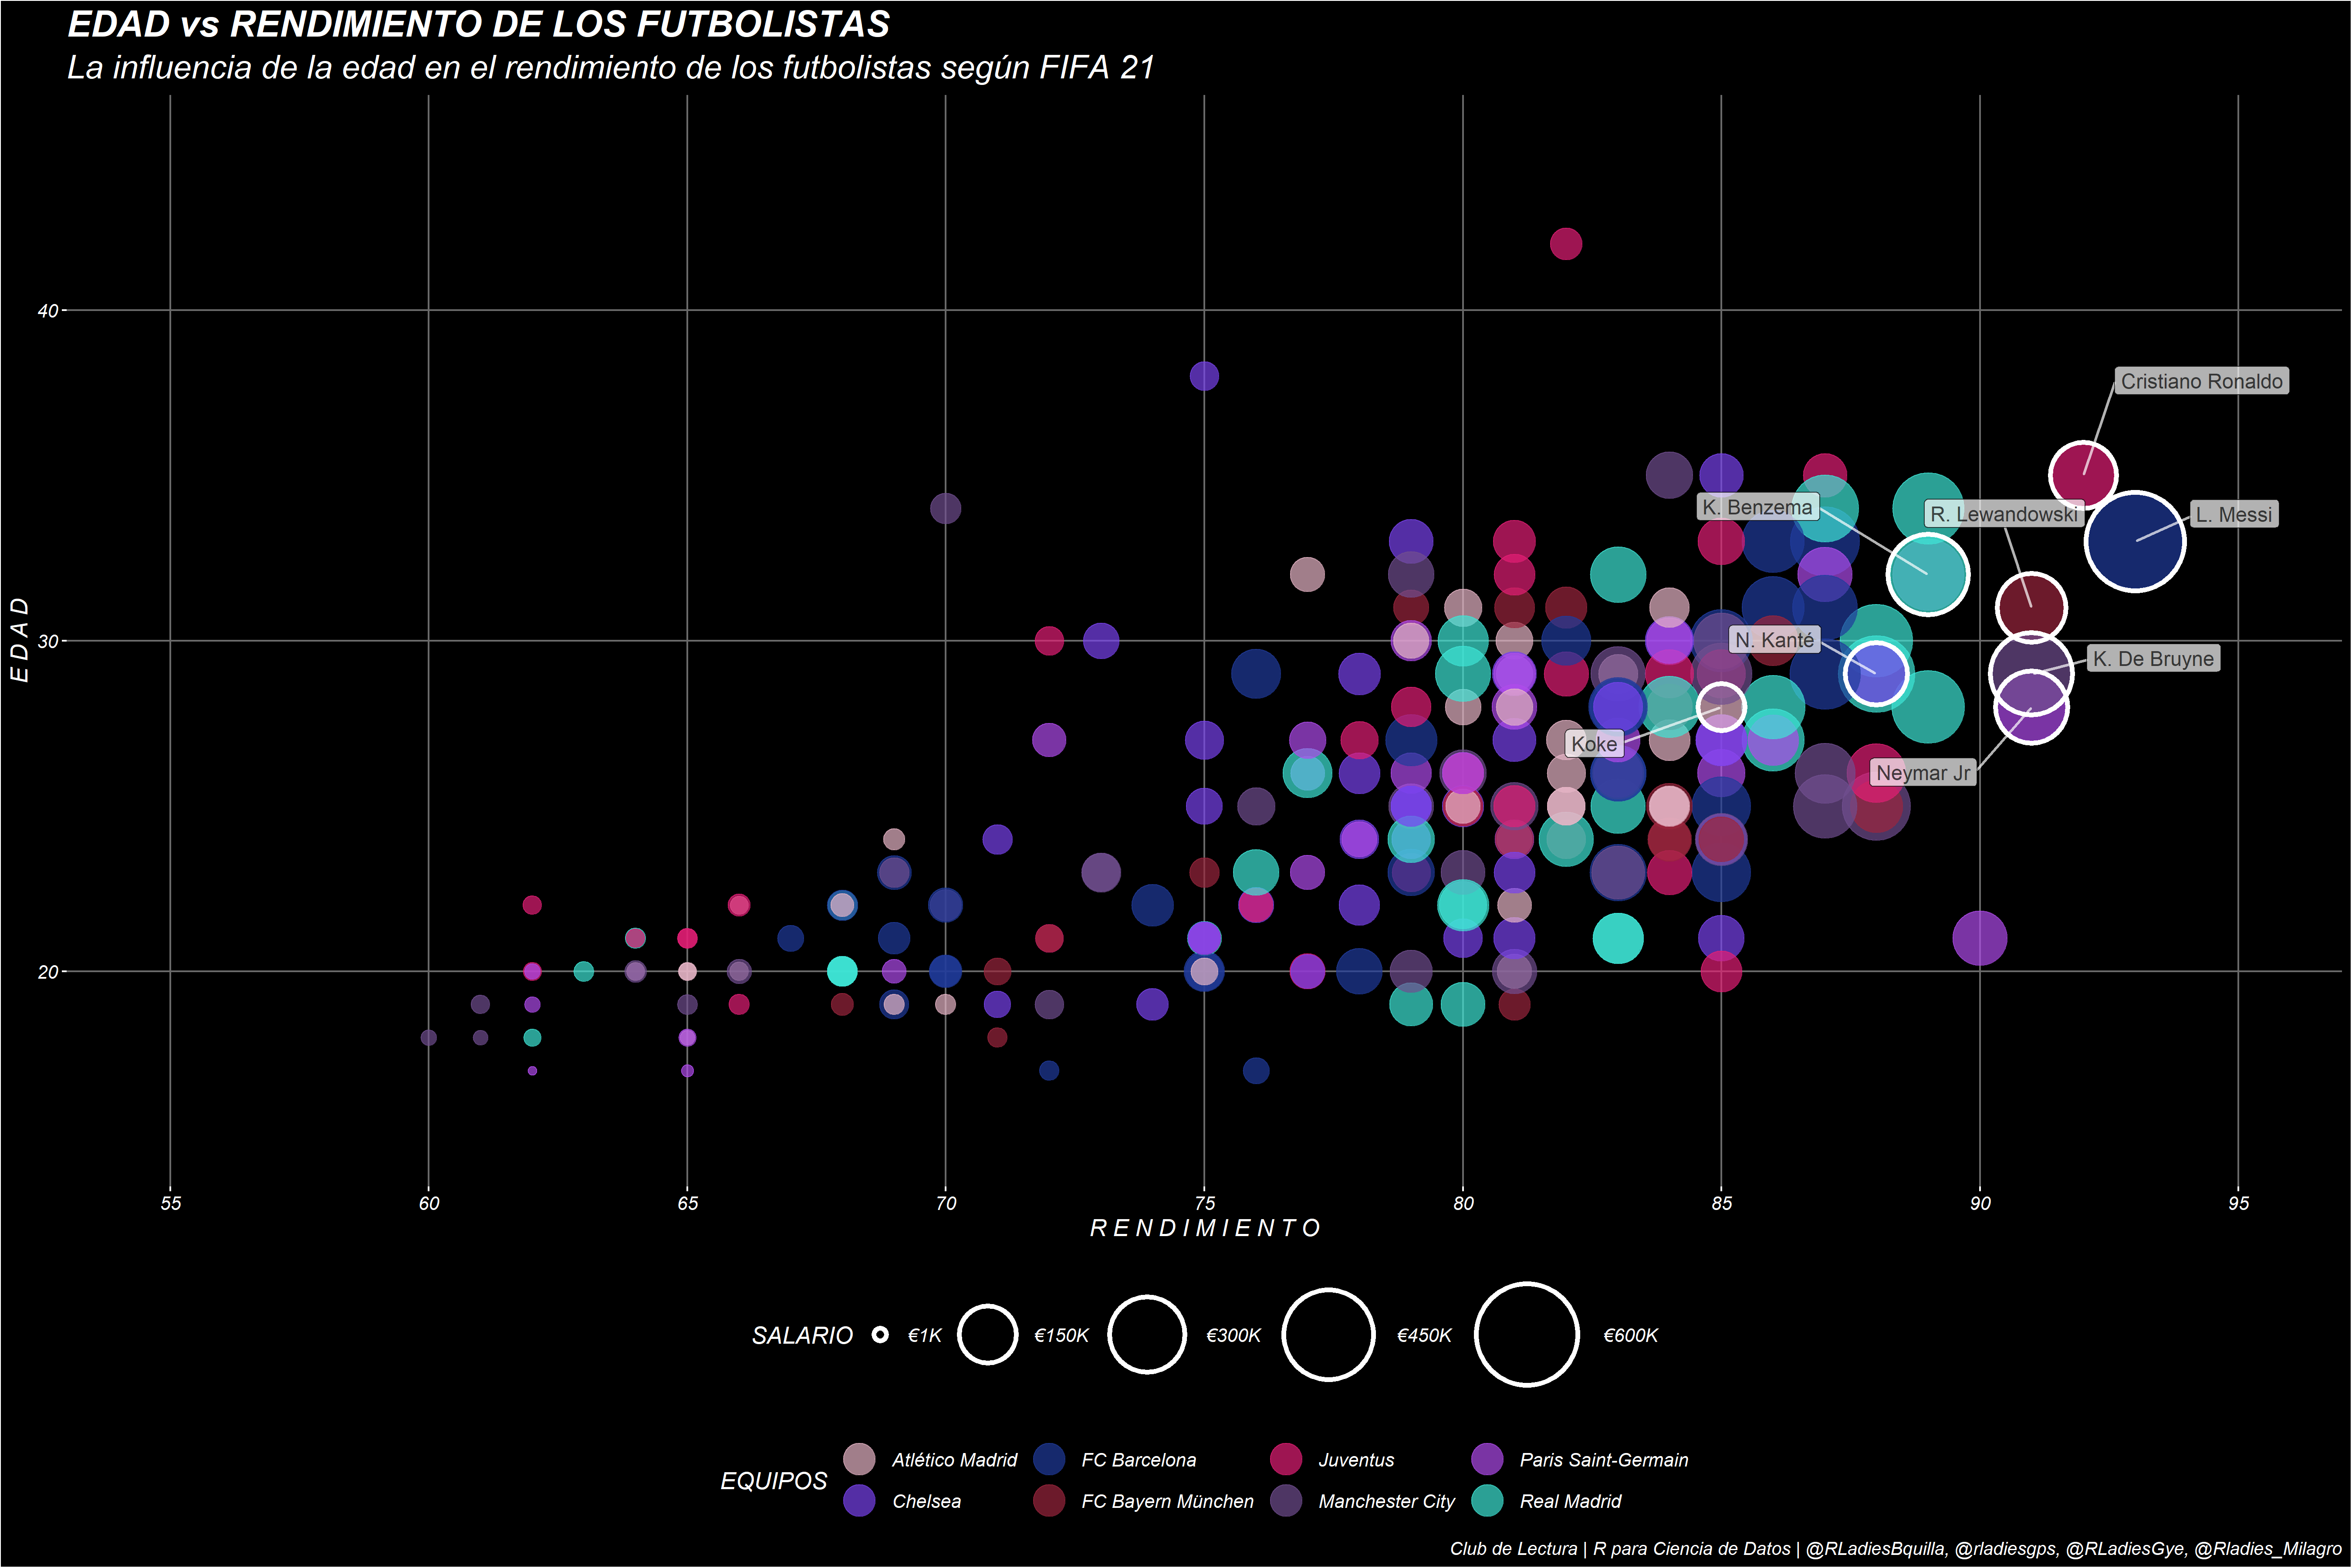 EDAD vs RENDIMIENTO DE LOS FUTBOLISTAS
La influencia de la edad en el rendimiento de los futbolistas según FIFA 21
EDAD
40
30
20
Cristiano Ronaldo
K. Benzema
R. Lewandowski
L. Messi
N. Kanté
K. De Bruyne
Koke
Neymar Jr
55 60 65 70 75 80 85 90 95
RENDIMIENTO
SALARIO €1K €150K €300K €450K €600K
EQUIPOS
Atlético Madrid FC Barcelona Juventus Paris Saint-Germain
Chelsea FC Bayern München Manchester City Real Madrid
Club de Lectura | R para Ciencia de Datos | @RLadiesBquilla, @rladiesgps, @RLadiesGye, @Rladies_Milagro